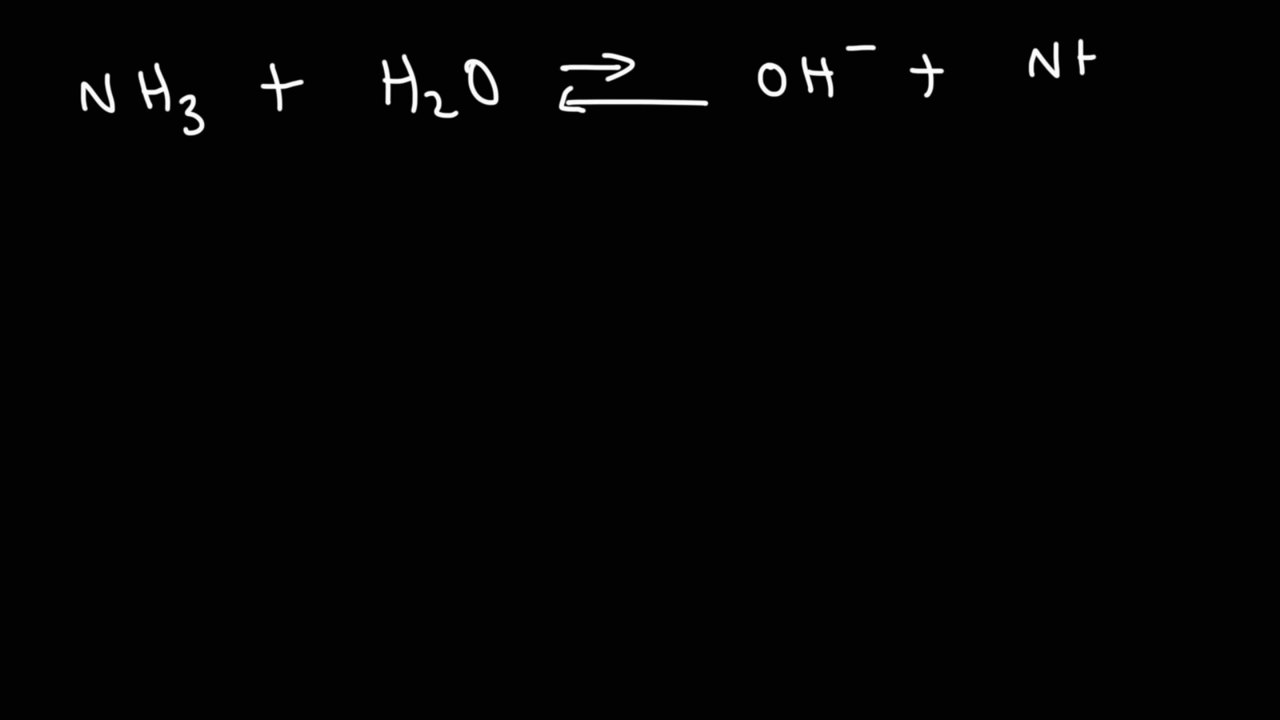 NH₃ + H₂O ⇌ OH⁻ + N